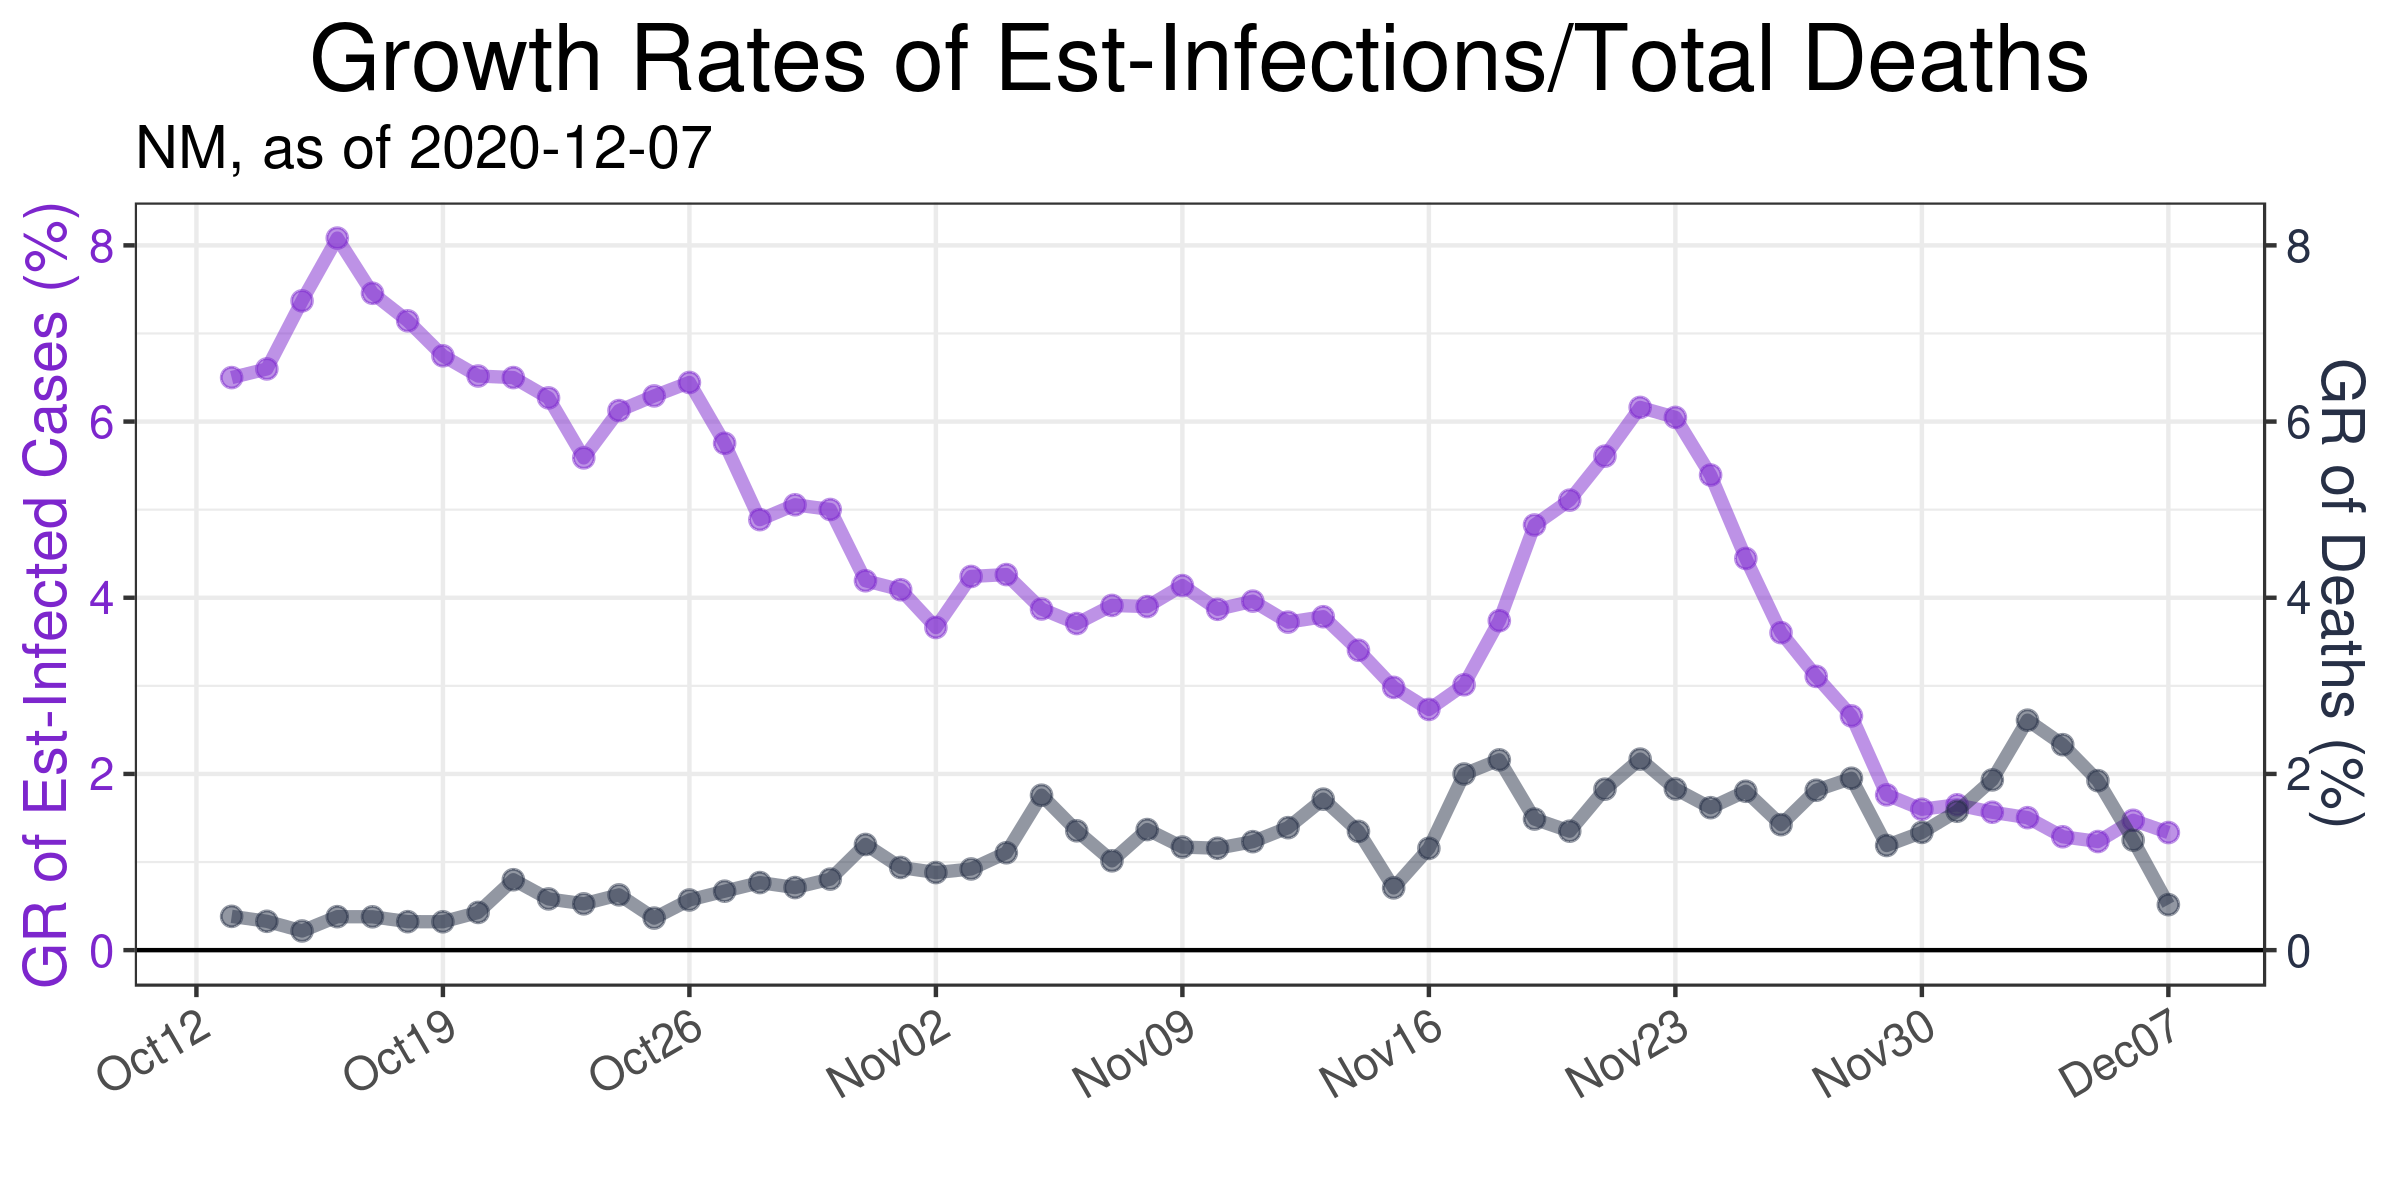 Growth Rates of Est-Infections/Total Deaths
NM, as of 2020-12-07
GR of Est-Infected Cases (%)
8
6
4
2
0
8
6
4
2
0
GR of Deaths (%)
Oct12
Oct19
Oct26
Nov02
Nov09
Nov16
Nov23
Nov30
Dec07